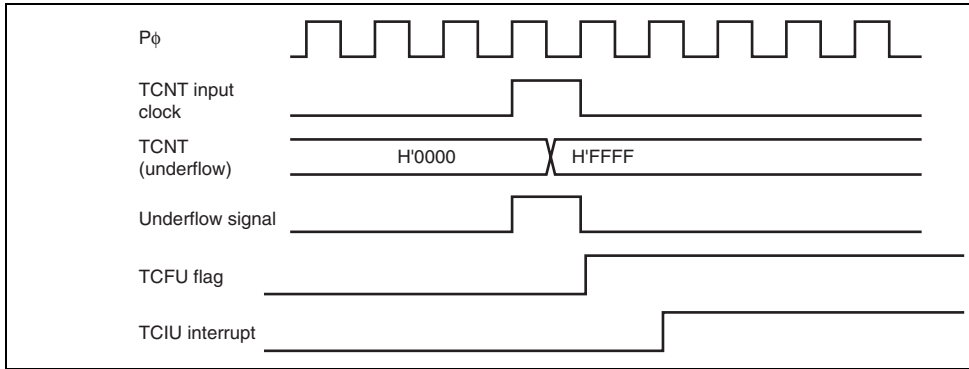 Pϕ
TCNT input
clock
TCNT
(underflow)
H'0000
H'FFFF
Underflow signal
TCFU flag
TCIU interrupt